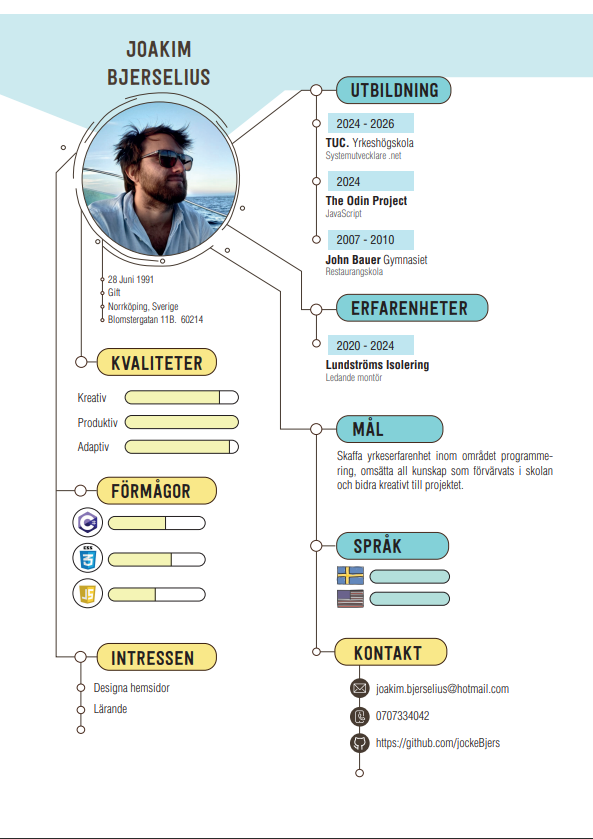 JOAKIM
BJERSELIUS
28 Juni 1991
Gift
Norrköping, Sverige
Blomstergatan 11B. 60214
KVALITETER
Kreativ
Produktiv
Adaptiv
FÖRMÅGOR
C#
CSS
3
JS
INTRESSEN
Designa hemsidor
Lärande
UTBILDNING
2024 - 2026
TUC. Yrkeshögskola
Systemutvecklare .net
2024
The Odin Project
JavaScript
2007 - 2010
John Bauer Gymnasiet
Restaurangskola
ERFARENHETER
2020 - 2024
Lundströms Isolering
Ledande montör
MÅL
Skaffa yrkeserfarenhet inom området programme-
ring, omsätta all kunskap som förvärvats i skolan
och bidra kreativt till projektet.
SPRÅK
KONTAKT
joakim.bjerselius@hotmail.com
0707334042
https://github.com/jockeBjers